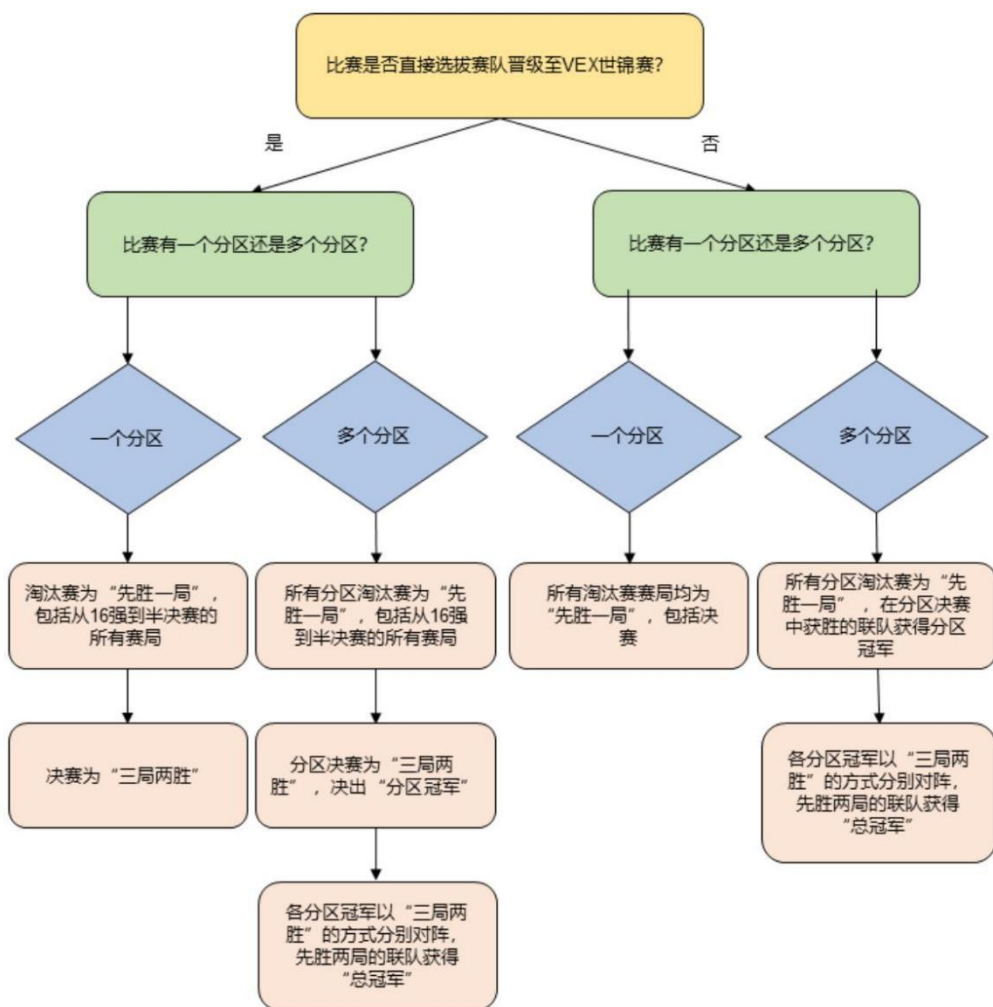 比赛是否直接选拔赛队晋级至VEX世锦赛？
是
否
比赛有一个分区还是多个分区？
比赛有一个分区还是多个分区？
一个分区
多个分区
一个分区
多个分区
淘汰赛为“先胜一局”，
包括从16强到半决赛的
所有赛局
所有分区淘汰赛为“先
胜一局”，包括从16强
到半决赛的所有赛局
所有淘汰赛赛局均为
“先胜一局”，包括决
赛
所有分区淘汰赛为“先
胜一局”，在分区决赛
中获胜的联队获得分区
冠军
决赛为“三局两胜”
分区决赛为“三局两
胜”，决出“分区冠军”
各分区冠军以“三局两
胜”的方式分别对阵，
先胜两局的联队获得
“总冠军”
各分区冠军以“三局两
胜”的方式分别对阵，
先胜两局的联队获得
“总冠军”